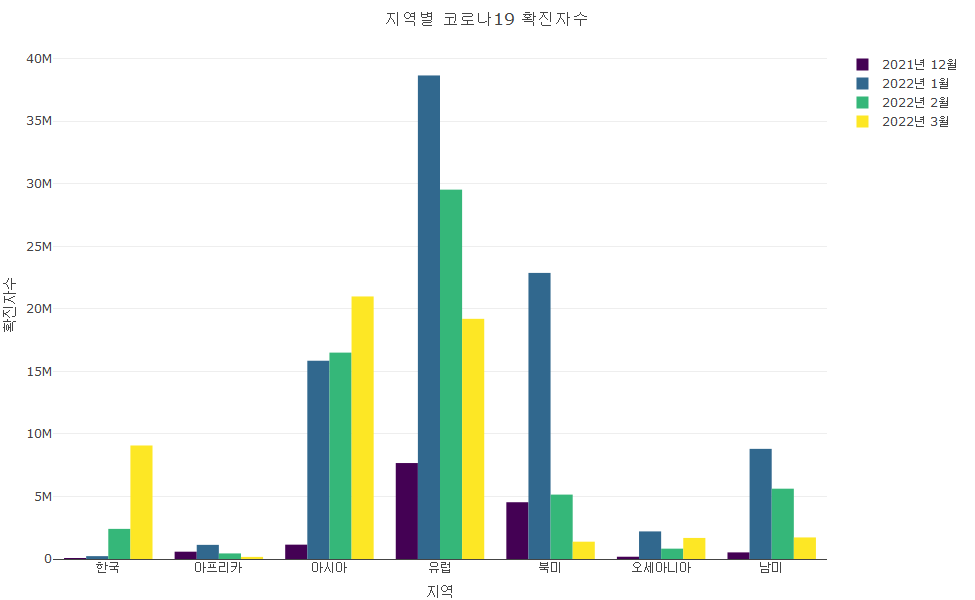 지역별 코로나19 확진자수
40M
35M
30M
25M
20M
15M
10M
5M
0
확진자수
한국
아프리카
아시아
유럽
북미
오세아니아
남미
지역
2021년 12월
2022년 1월
2022년 2월
2022년 3월